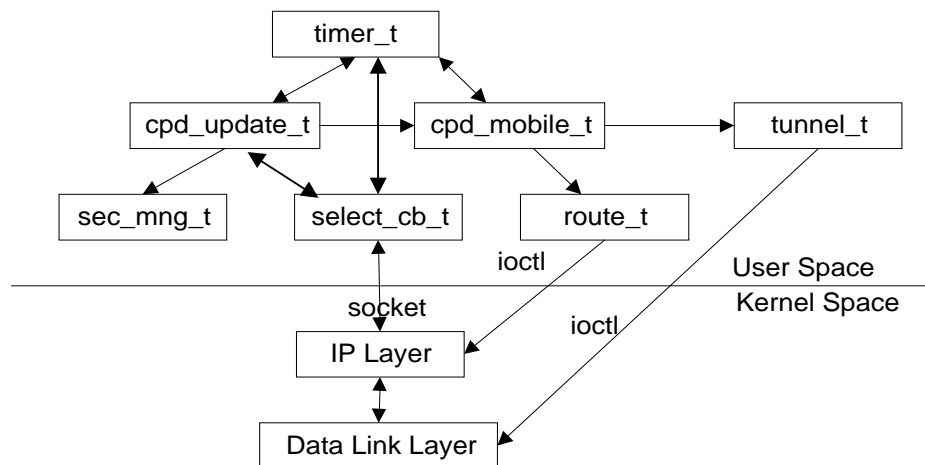 timer_t
cpd_update_t
cpd_mobile_t
tunnel_t
sec_mng_t
select_cb_t
route_t
ioctl
User Space
Kernel Space
socket
ioctl
IP Layer
Data Link Layer